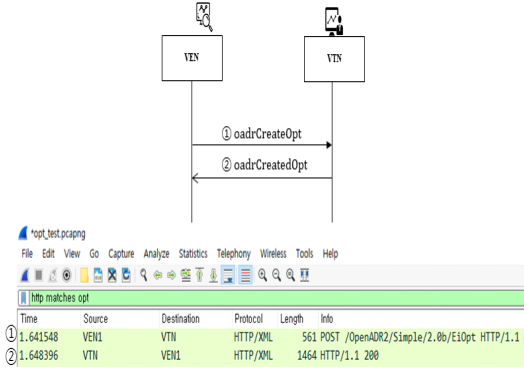 VEN
VTN
① oadrCreateOpt
② oadrCreatedOpt
*opt_test.pcapng
File Edit View Go Capture Analyze Statistics Telephony Wireless Tools Help
http matches opt
Time Source Destination Protocol Length Info
① 1.641548 VEN1 VTN HTTP/XML 561 POST /OpenADR2/Simple/2.0b/EiOpt HTTP/1.1
② 1.648396 VTN VEN1 HTTP/XML 1464 HTTP/1.1 200